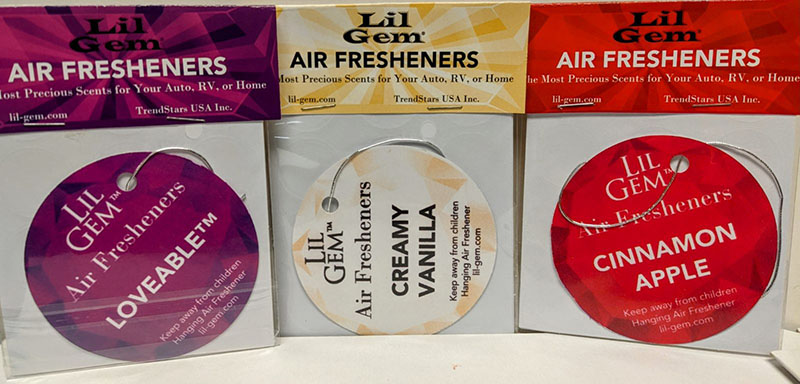 Lil
Gem®
AIR FRESHENERS
Most Precious Scents for Your Auto, RV, or Home
lil-gem.com TrendStars USA Inc.
LIL
GEM™
Air Fresheners
LOVEABLE™
Keep away from children
Hanging Air Freshener
lil-gem.com
Lil
Gem®
AIR FRESHENERS
Most Precious Scents for Your Auto, RV, or Home
lil-gem.com TrendStars USA Inc.
LIL
GEM™
Air Fresheners
CREAMY
VANILLA
Keep away from children
Hanging Air Freshener
lil-gem.com
Lil
Gem®
AIR FRESHENERS
The Most Precious Scents for Your Auto, RV, or Home
lil-gem.com TrendStars USA Inc.
LIL
GEM™
Air Fresheners
CINNAMON
APPLE
Keep away from children
Hanging Air Freshener
lil-gem.com